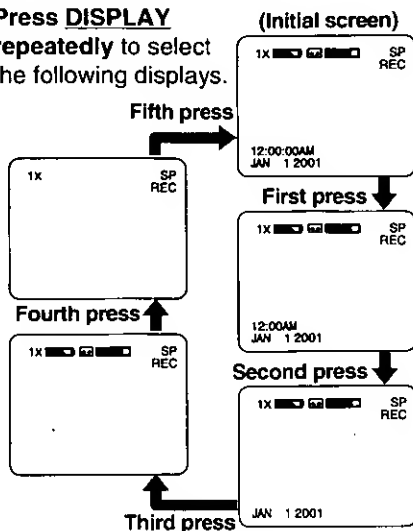 Press DISPLAY
repeatedly to select
the following displays.
(Initial screen)
1X SP
REC
12:00:00AM
JAN 1 2001
First press
1X SP
REC
12:00AM
JAN 1 2001
Second press
1X SP
REC
JAN 1 2001
Third press
1X SP
REC
Fourth press
1X SP
REC
Fifth press